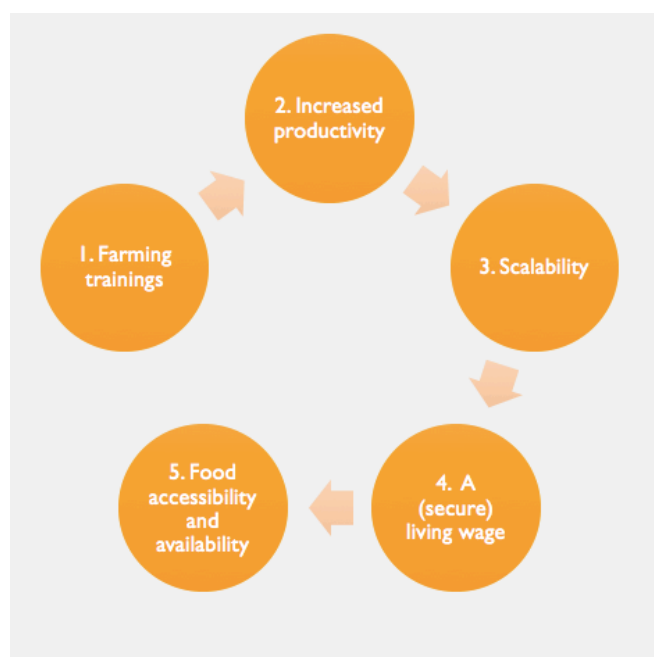 1. Farming
trainings
2. Increased
productivity
3. Scalability
4. A
(secure)
living wage
5. Food
accessibility
and
availability